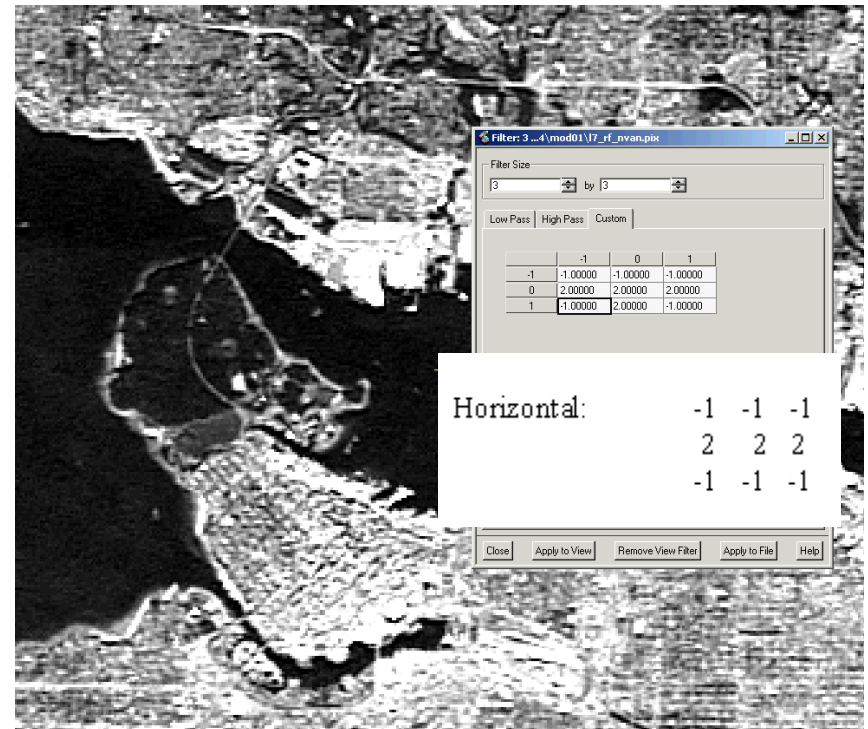 Filter: 3 ...4\mod01\l7_rf_nvan.pix
Filter Size
3 by 3
Low Pass High Pass Custom
-1 0 1
-1 -1.00000 -1.00000 -1.00000
0 2.00000 2.00000 2.00000
1 -1.00000 2.00000 -1.00000
Horizontal: -1 -1 -1
2 2 2
-1 -1 -1
Close Apply to View Remove View Filter Apply to File Help